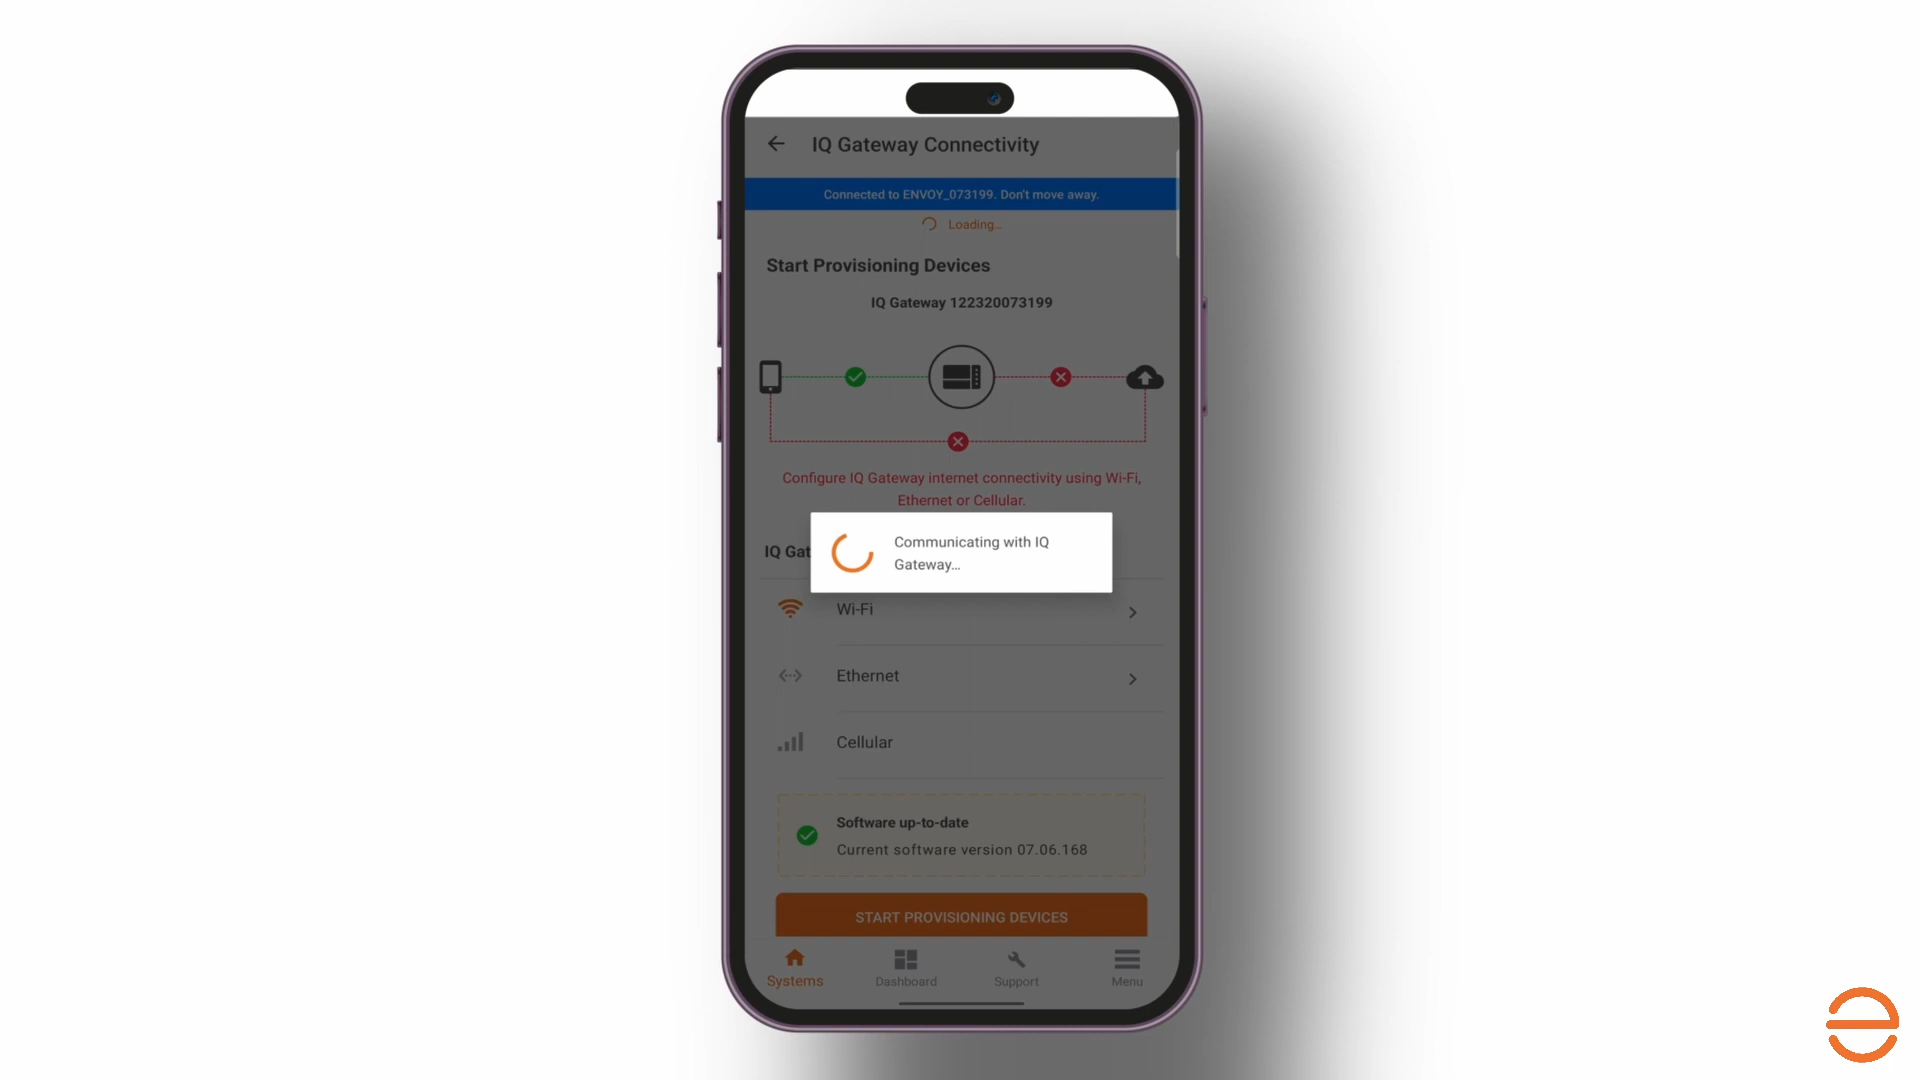 IQ Gateway Connectivity
Connected to ENVOY_073199. Don't move away.
Loading...
Start Provisioning Devices
IQ Gateway 122320073199
Configure IQ Gateway internet connectivity using Wi-Fi,
Ethernet or Cellular.
Communicating with IQ
Gateway...
IQ Gat
Wi-Fi
Ethernet
Cellular
Software up-to-date
Current software version 07.06.168
START PROVISIONING DEVICES
Systems
Dashboard
Support
Menu